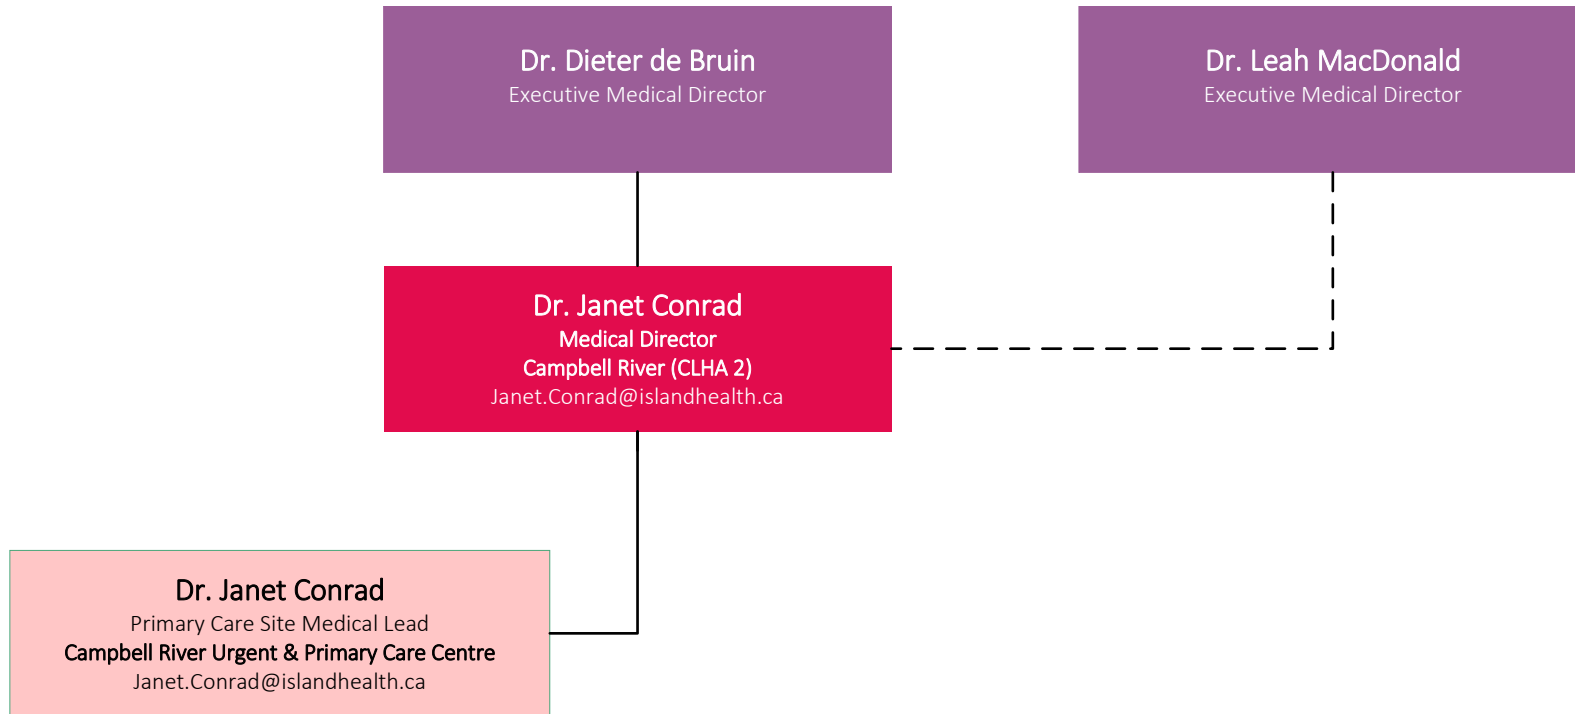 Dr. Dieter de Bruin
Executive Medical Director
Dr. Leah MacDonald
Executive Medical Director
Dr. Janet Conrad
Medical Director
Campbell River (CLHA 2)
Janet.Conrad@islandhealth.ca
Dr. Janet Conrad
Primary Care Site Medical Lead
Campbell River Urgent & Primary Care Centre
Janet.Conrad@islandhealth.ca